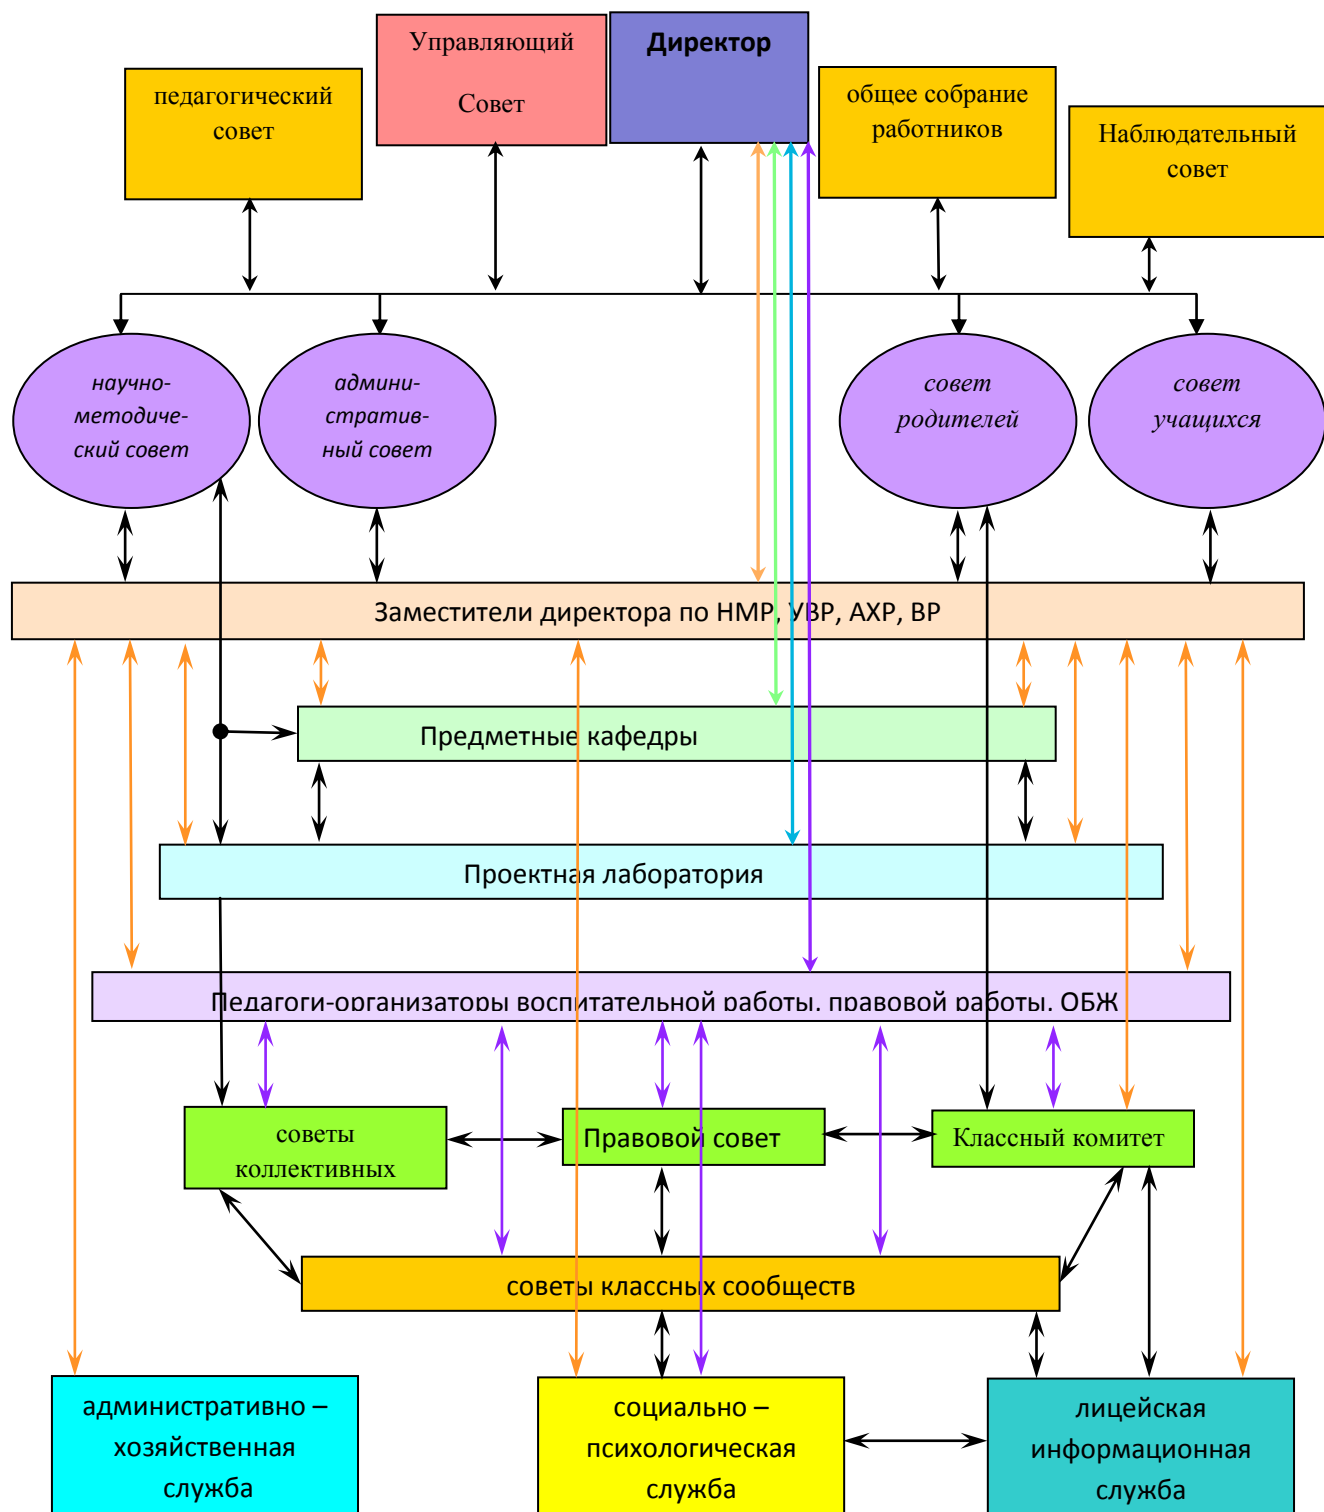 Управляющий
Совет
Директор
педагогический
совет
общее собрание
работников
Наблюдательный
совет
научно-
методиче-
ский совет
админи-
стратив-
ный совет
совет
родителей
совет
учащихся
Заместители директора по НМР, УВР, АХР, ВР
Предметные кафедры
Проектная лаборатория
Педагоги-организаторы воспитательной работы, правовой работы, ОБЖ
советы
коллективных
Правовой совет
Классный комитет
советы классных сообществ
административно –
хозяйственная
служба
социально –
психологическая
служба
лицейская
информационная
служба